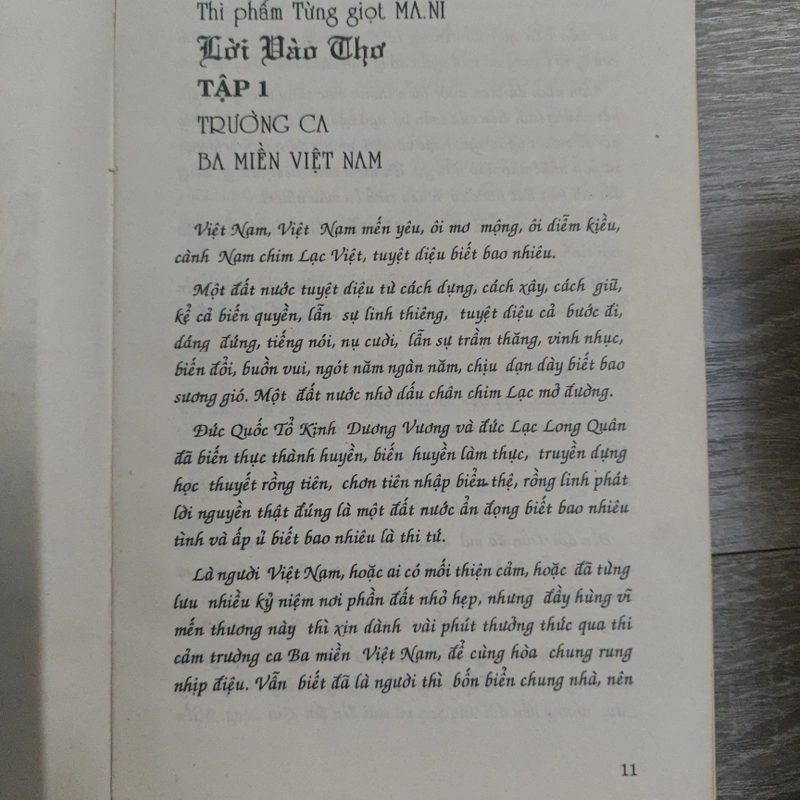 Thi phẩm Từng giọt MA.NI
Lời Vào Thơ
TẬP 1
TRƯỜNG CA
BA MIỀN VIỆT NAM
Việt Nam, Việt Nam mến yêu, ôi mơ mộng, ôi diễm kiều,
cành Nam chim Lạc Việt, tuyệt diệu biết bao nhiêu.
Một đất nước tuyệt diệu từ cách dựng, cách xây, cách giữ,
kể cả biến quyền, lẫn sự linh thiêng, tuyệt diệu cả bước đi,
dáng đứng, tiếng nói, nụ cười, lẫn sự trầm thăng, vinh nhục,
biến đổi, buồn vui, ngót năm ngàn năm, chịu dạn dày biết bao
sương gió. Một đất nước nhờ dấu chân chim Lạc mở đường.
Đức Quốc Tổ Kinh Dương Vương và đức Lạc Long Quân
đã biến thực thành huyền, biến huyền làm thực, truyền dựng
học thuyết rồng tiên, chơn tiên nhập biển thệ, rồng linh phát
lời nguyền thật đúng là một đất nước ẩn đọng biết bao nhiêu
tình và ấp ủ biết bao nhiêu là thi tứ.
Là người Việt Nam, hoặc ai có mối thiện cảm, hoặc đã từng
lưu nhiều kỷ niệm nơi phần đất nhỏ hẹp, nhưng đầy hùng vĩ
mến thương này thì xin dành vài phút thưởng thức qua thi
cảm trường ca Ba miền Việt Nam, để cùng hòa chung rung
nhịp điệu. Vẫn biết đã là người thì bốn biển chung nhà, nên
11